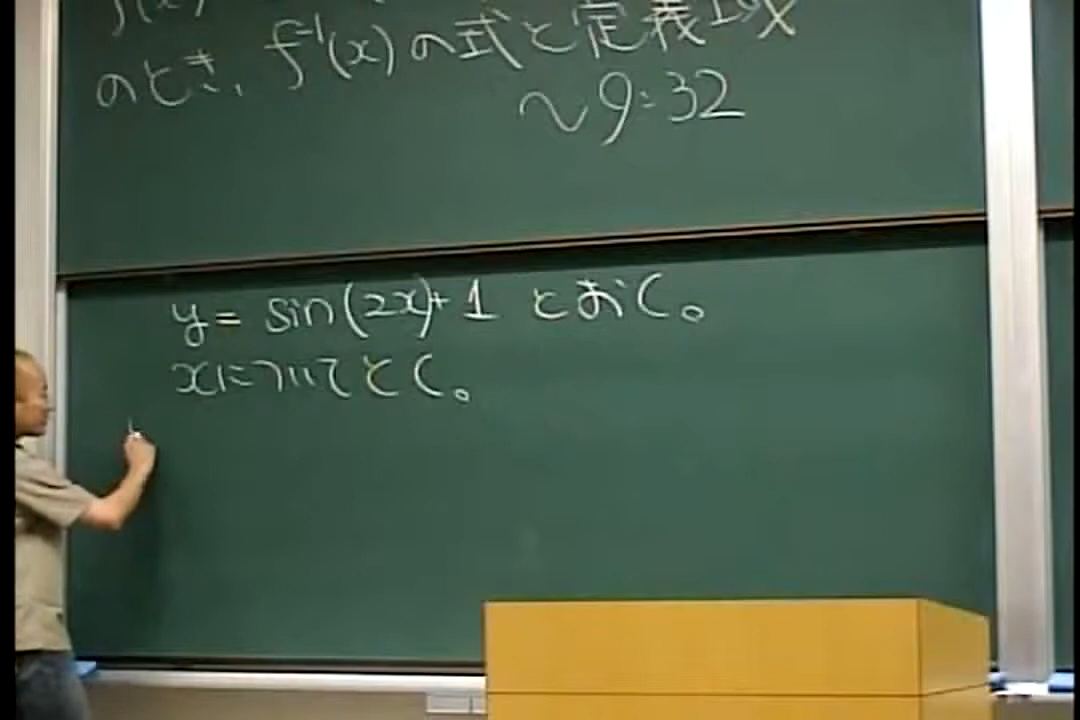 f(x)
のとき、f⁻¹(x)の式と定義域
〜9:32
y = sin(2x)+1 とおく。
xについてとく。